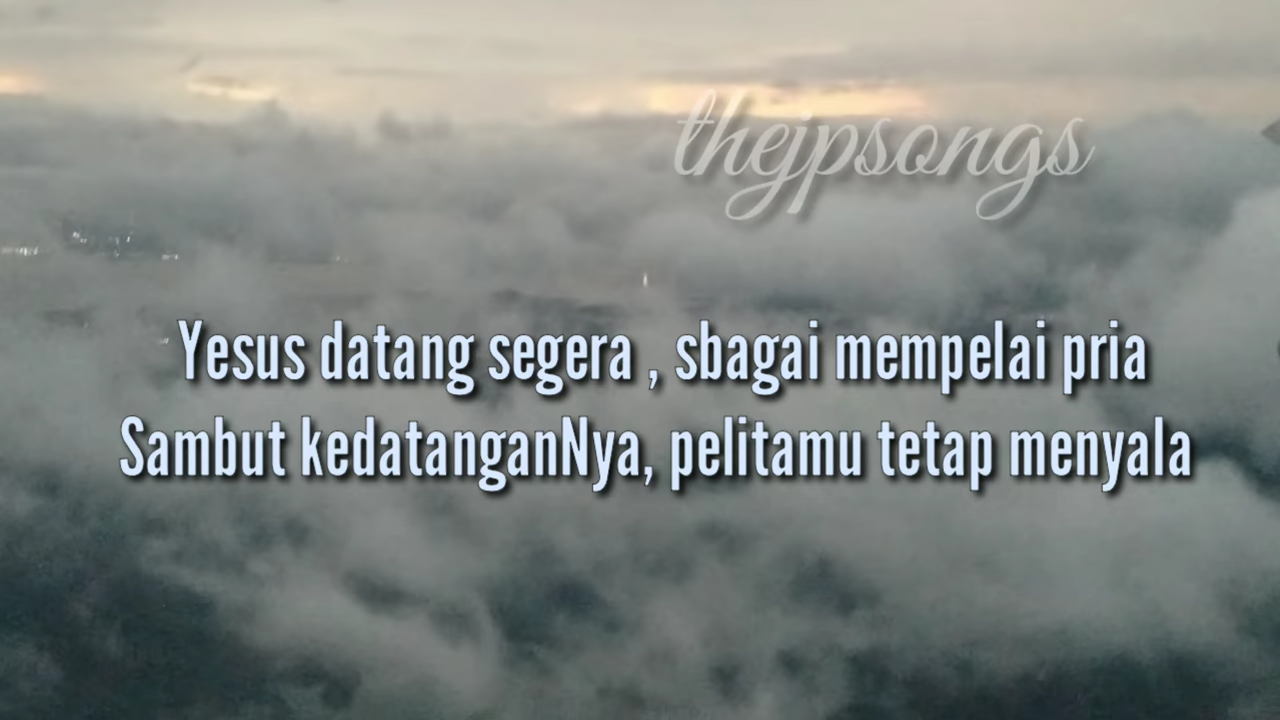 thejpsongs
Yesus datang segera , sbagai mempelai pria
Sambut kedatanganNya, pelitamu tetap menyala